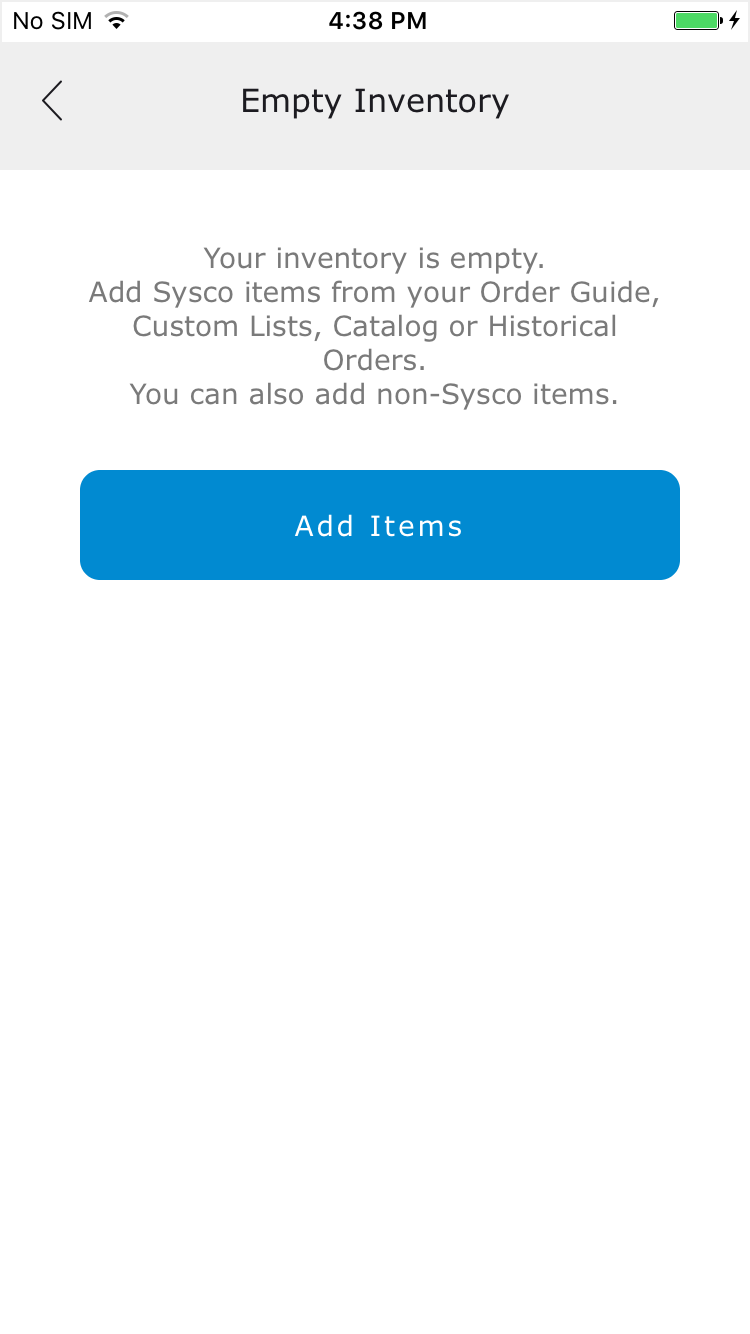 No SIM 4:38 PM
Empty Inventory
Your inventory is empty.
Add Sysco items from your Order Guide,
Custom Lists, Catalog or Historical
Orders.
You can also add non-Sysco items.
Add Items